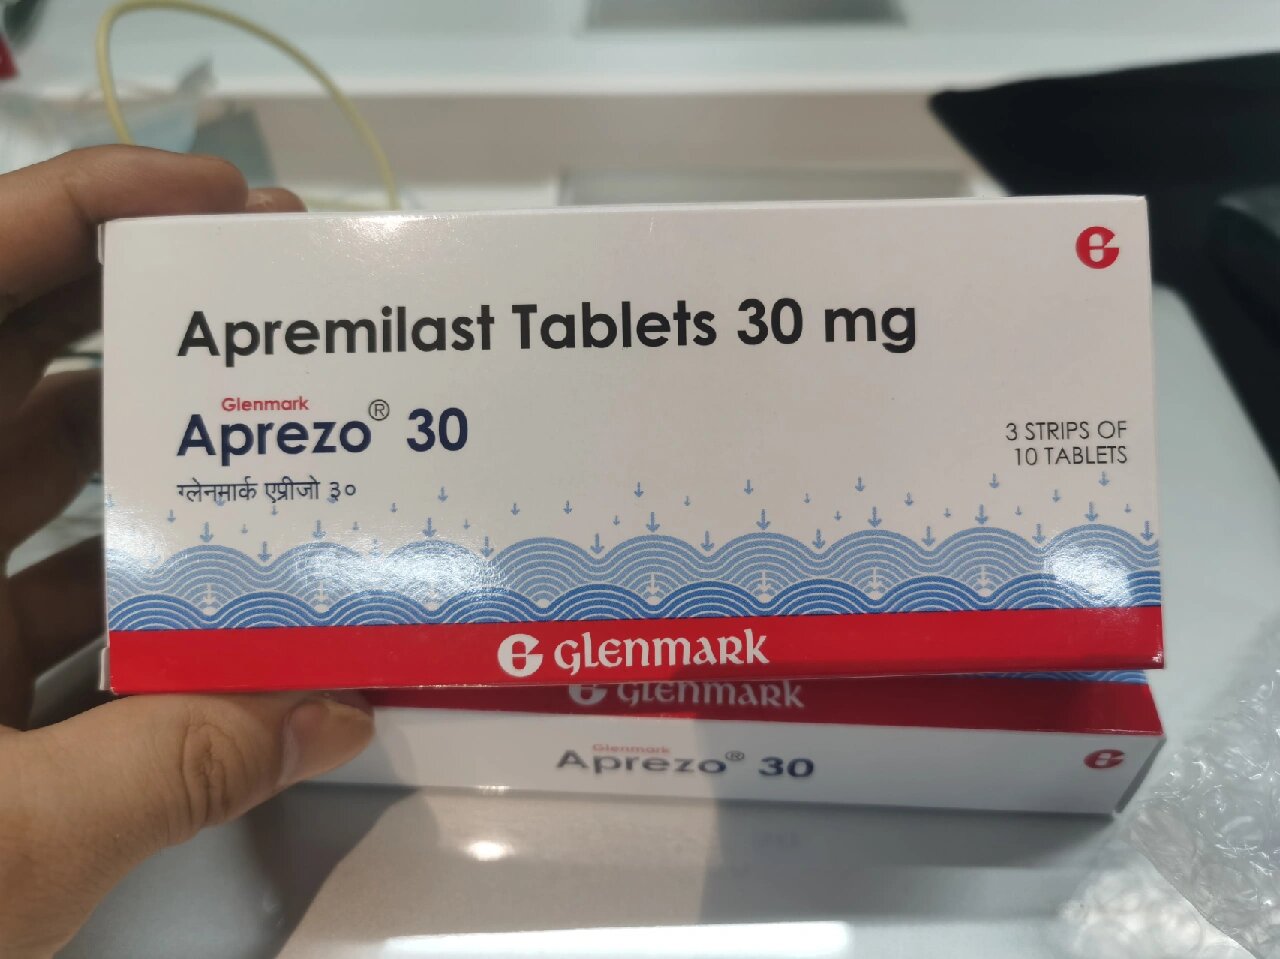 Apremilast Tablets 30 mg
Glenmark
Aprezo® 30
ग्लेनमार्क एप्रीजो ३०
3 STRIPS OF
10 TABLETS
GLENMARK
GLENMARK
Glenmark
Aprezo® 30